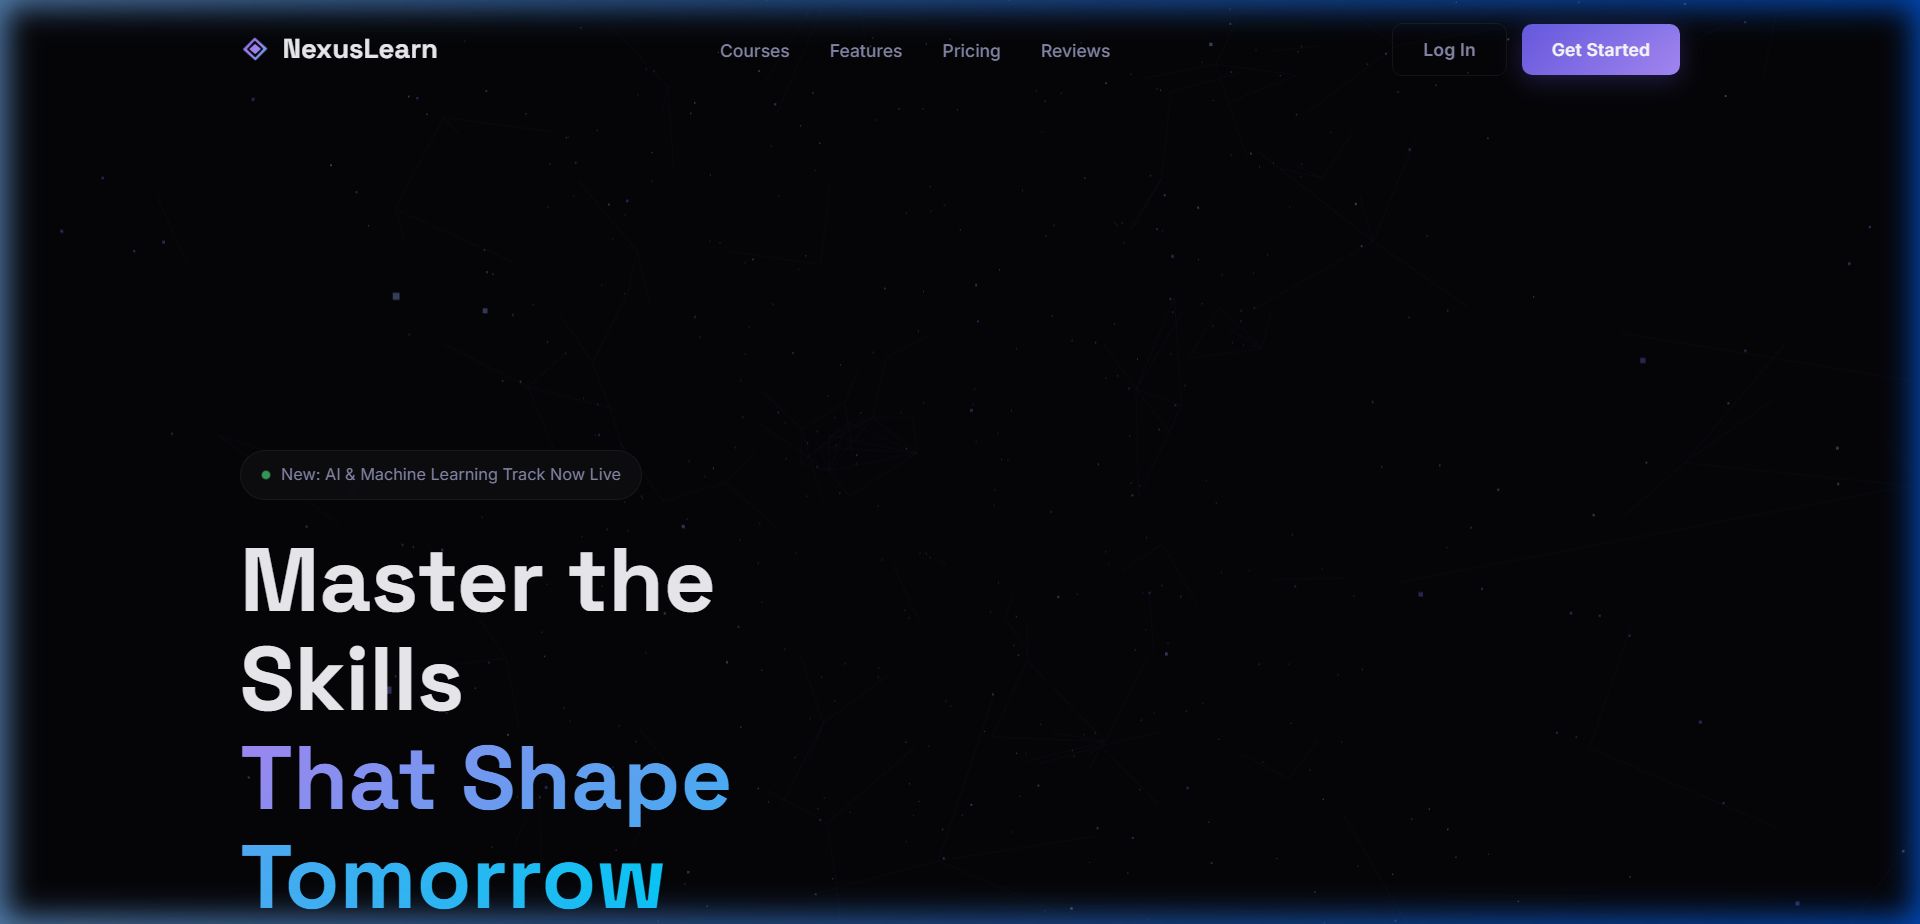 NexusLearn
Courses Features Pricing Reviews
Log In
Get Started
New: AI & Machine Learning Track Now Live
Master the
Skills
That Shape
Tomorrow